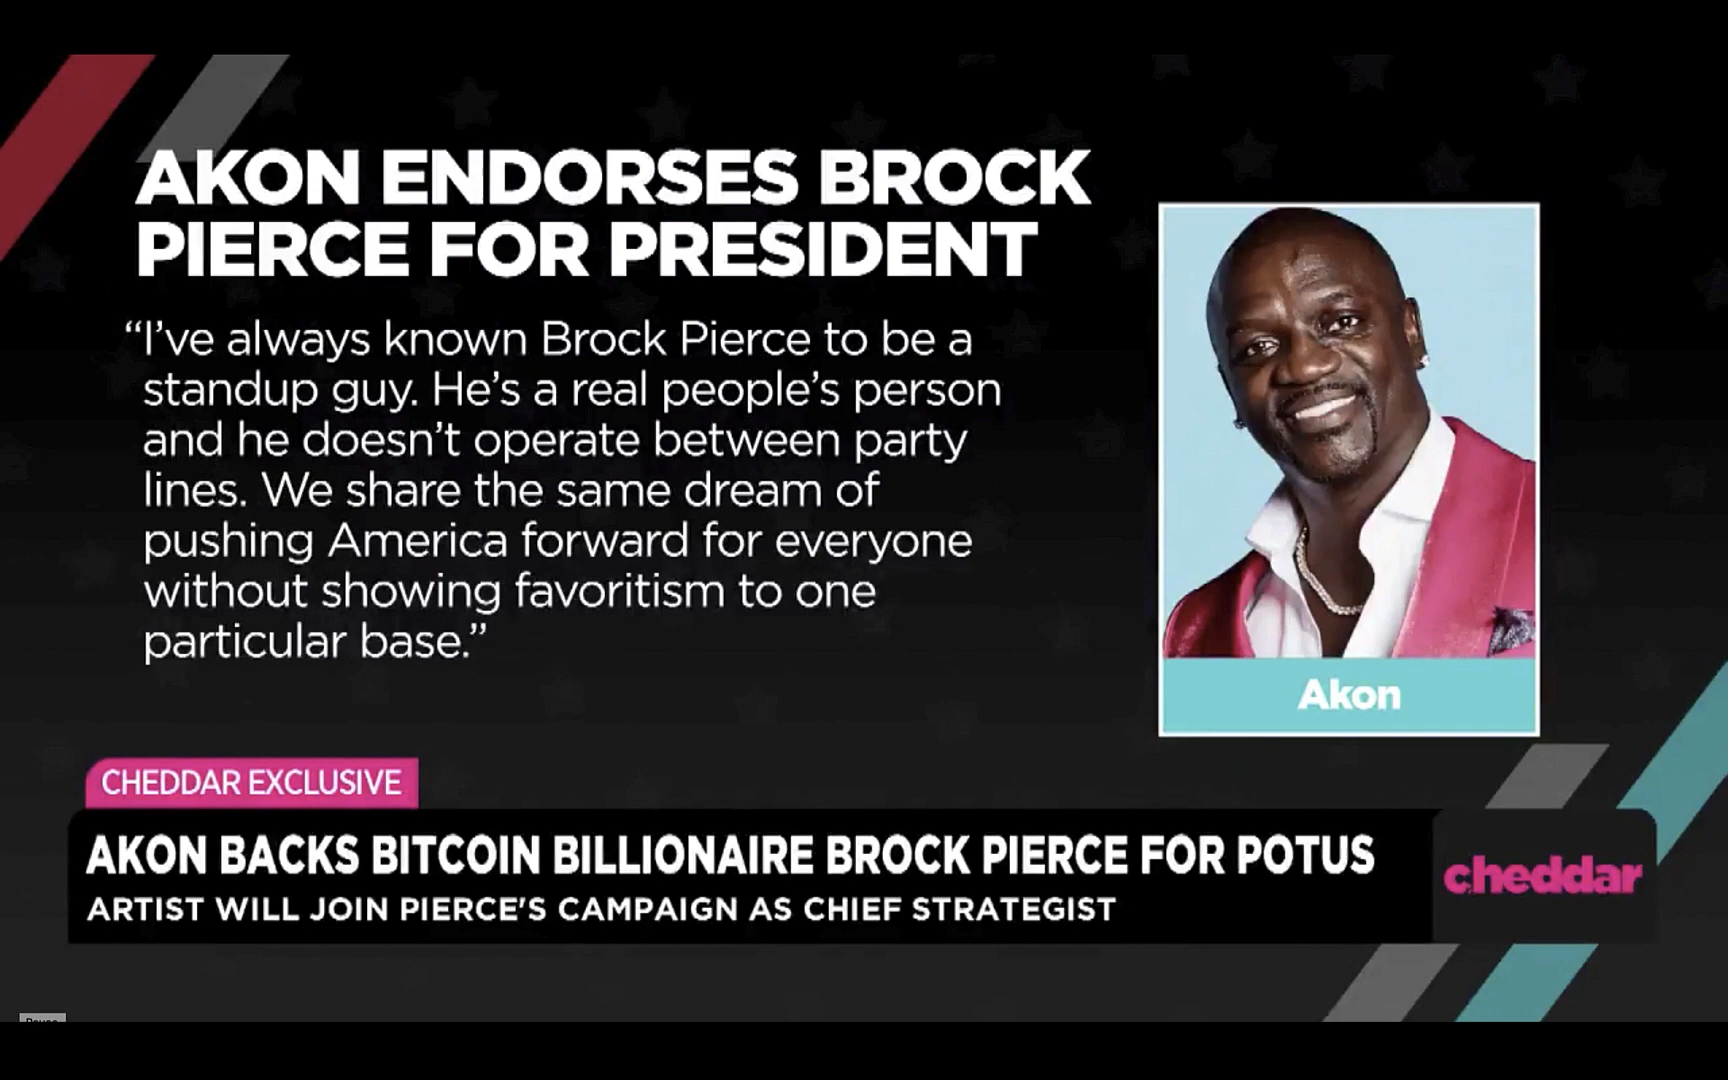 AKON ENDORSES BROCK
PIERCE FOR PRESIDENT
“I’ve always known Brock Pierce to be a
standup guy. He’s a real people’s person
and he doesn’t operate between party
lines. We share the same dream of
pushing America forward for everyone
without showing favoritism to one
particular base.”
Akon
CHEDDAR EXCLUSIVE
AKON BACKS BITCOIN BILLIONAIRE BROCK PIERCE FOR POTUS
ARTIST WILL JOIN PIERCE'S CAMPAIGN AS CHIEF STRATEGIST
cheddar